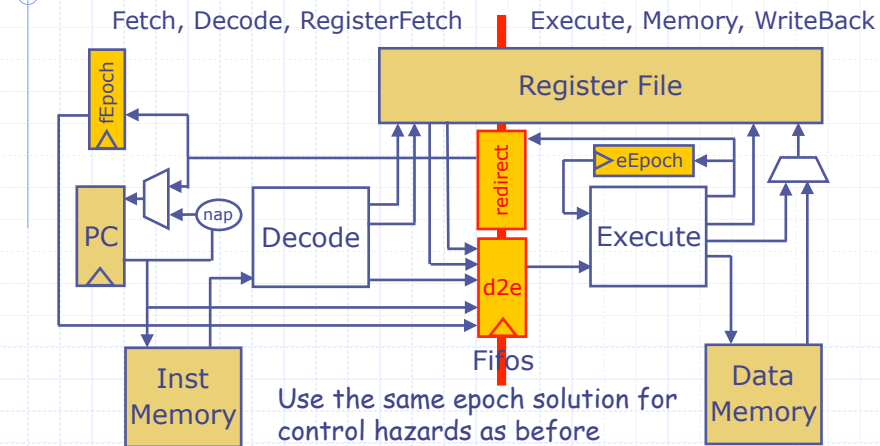 Fetch, Decode, RegisterFetch
Execute, Memory, WriteBack
Register File
fEpoch
redirect
eEpoch
PC
nap
Decode
Execute
d2e
Fifos
Inst
Memory
Data
Memory
Use the same epoch solution for
control hazards as before